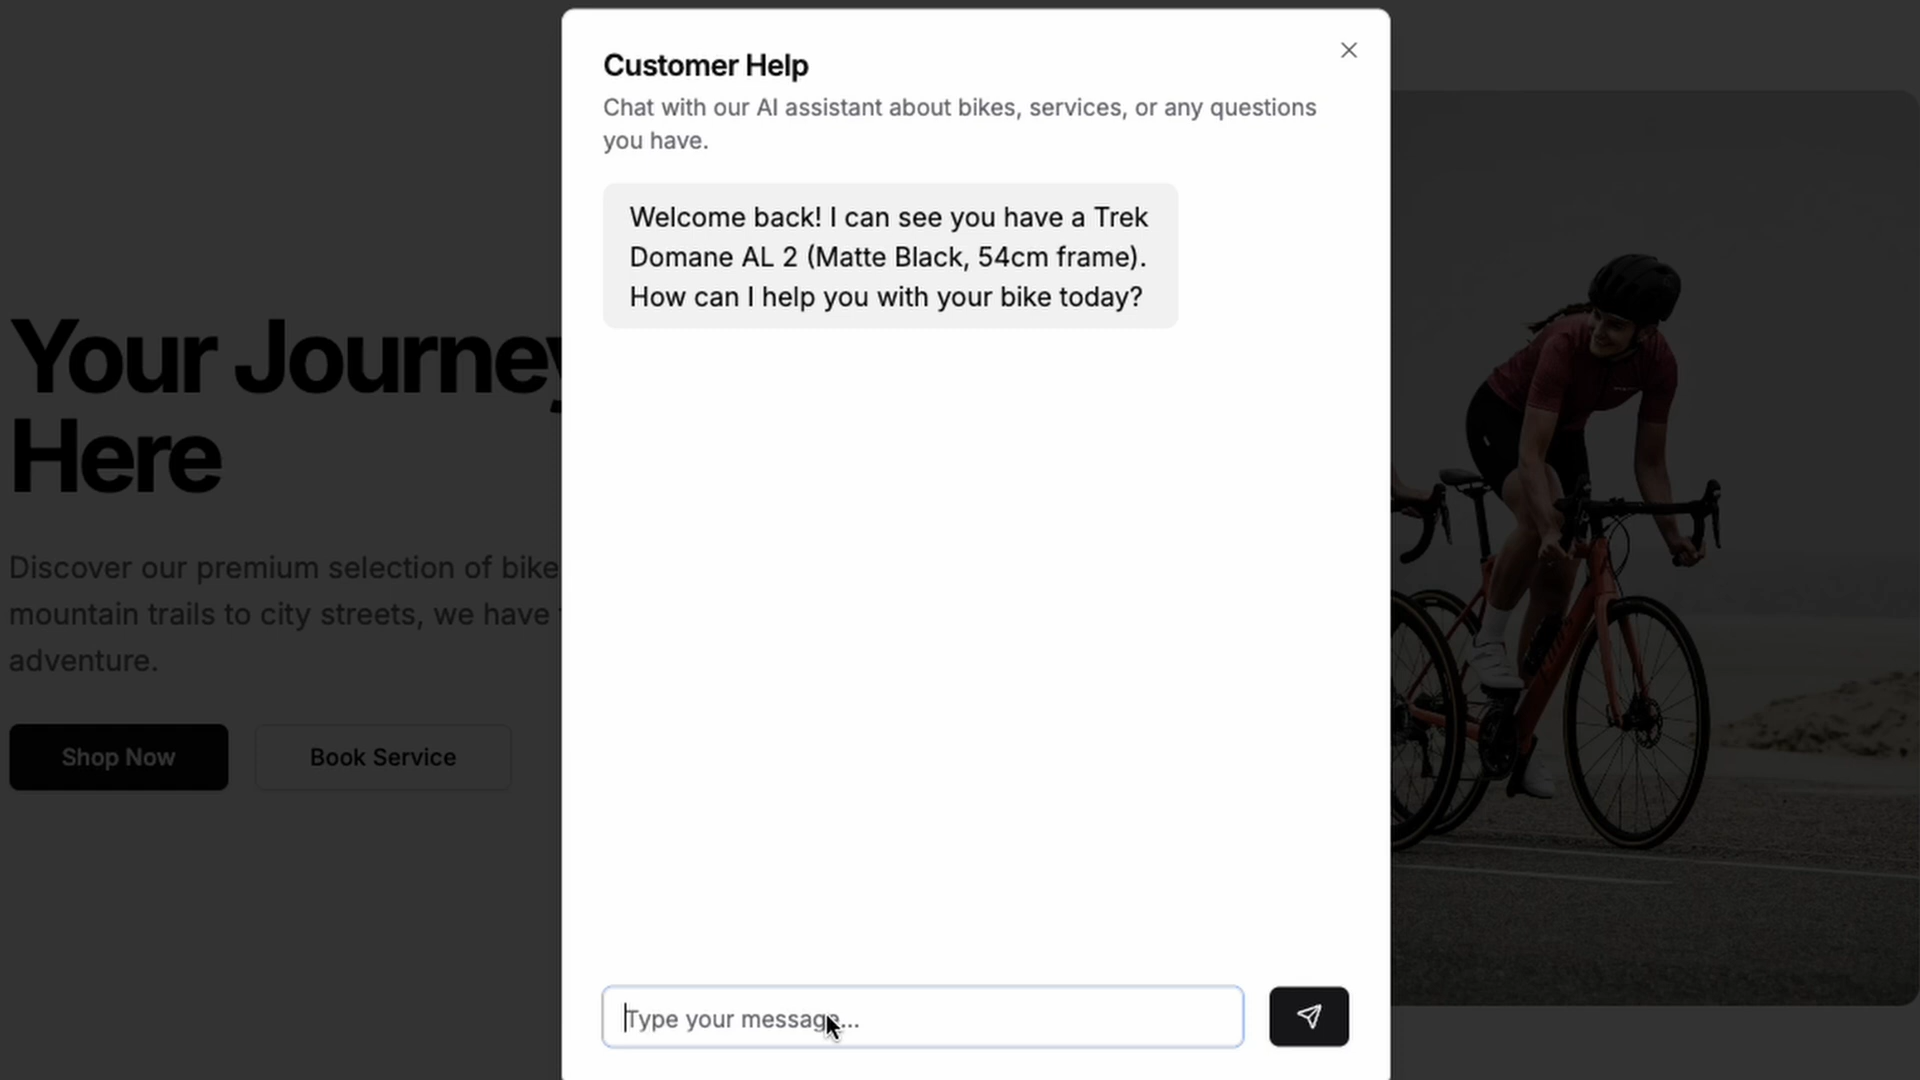 Customer Help
Chat with our AI assistant about bikes, services, or any questions
you have.
Welcome back! I can see you have a Trek
Domane AL 2 (Matte Black, 54cm frame).
How can I help you with your bike today?
Your Journey
Here
Discover our premium selection of bike
mountain trails to city streets, we have
adventure.
Shop Now
Book Service
Type your message...